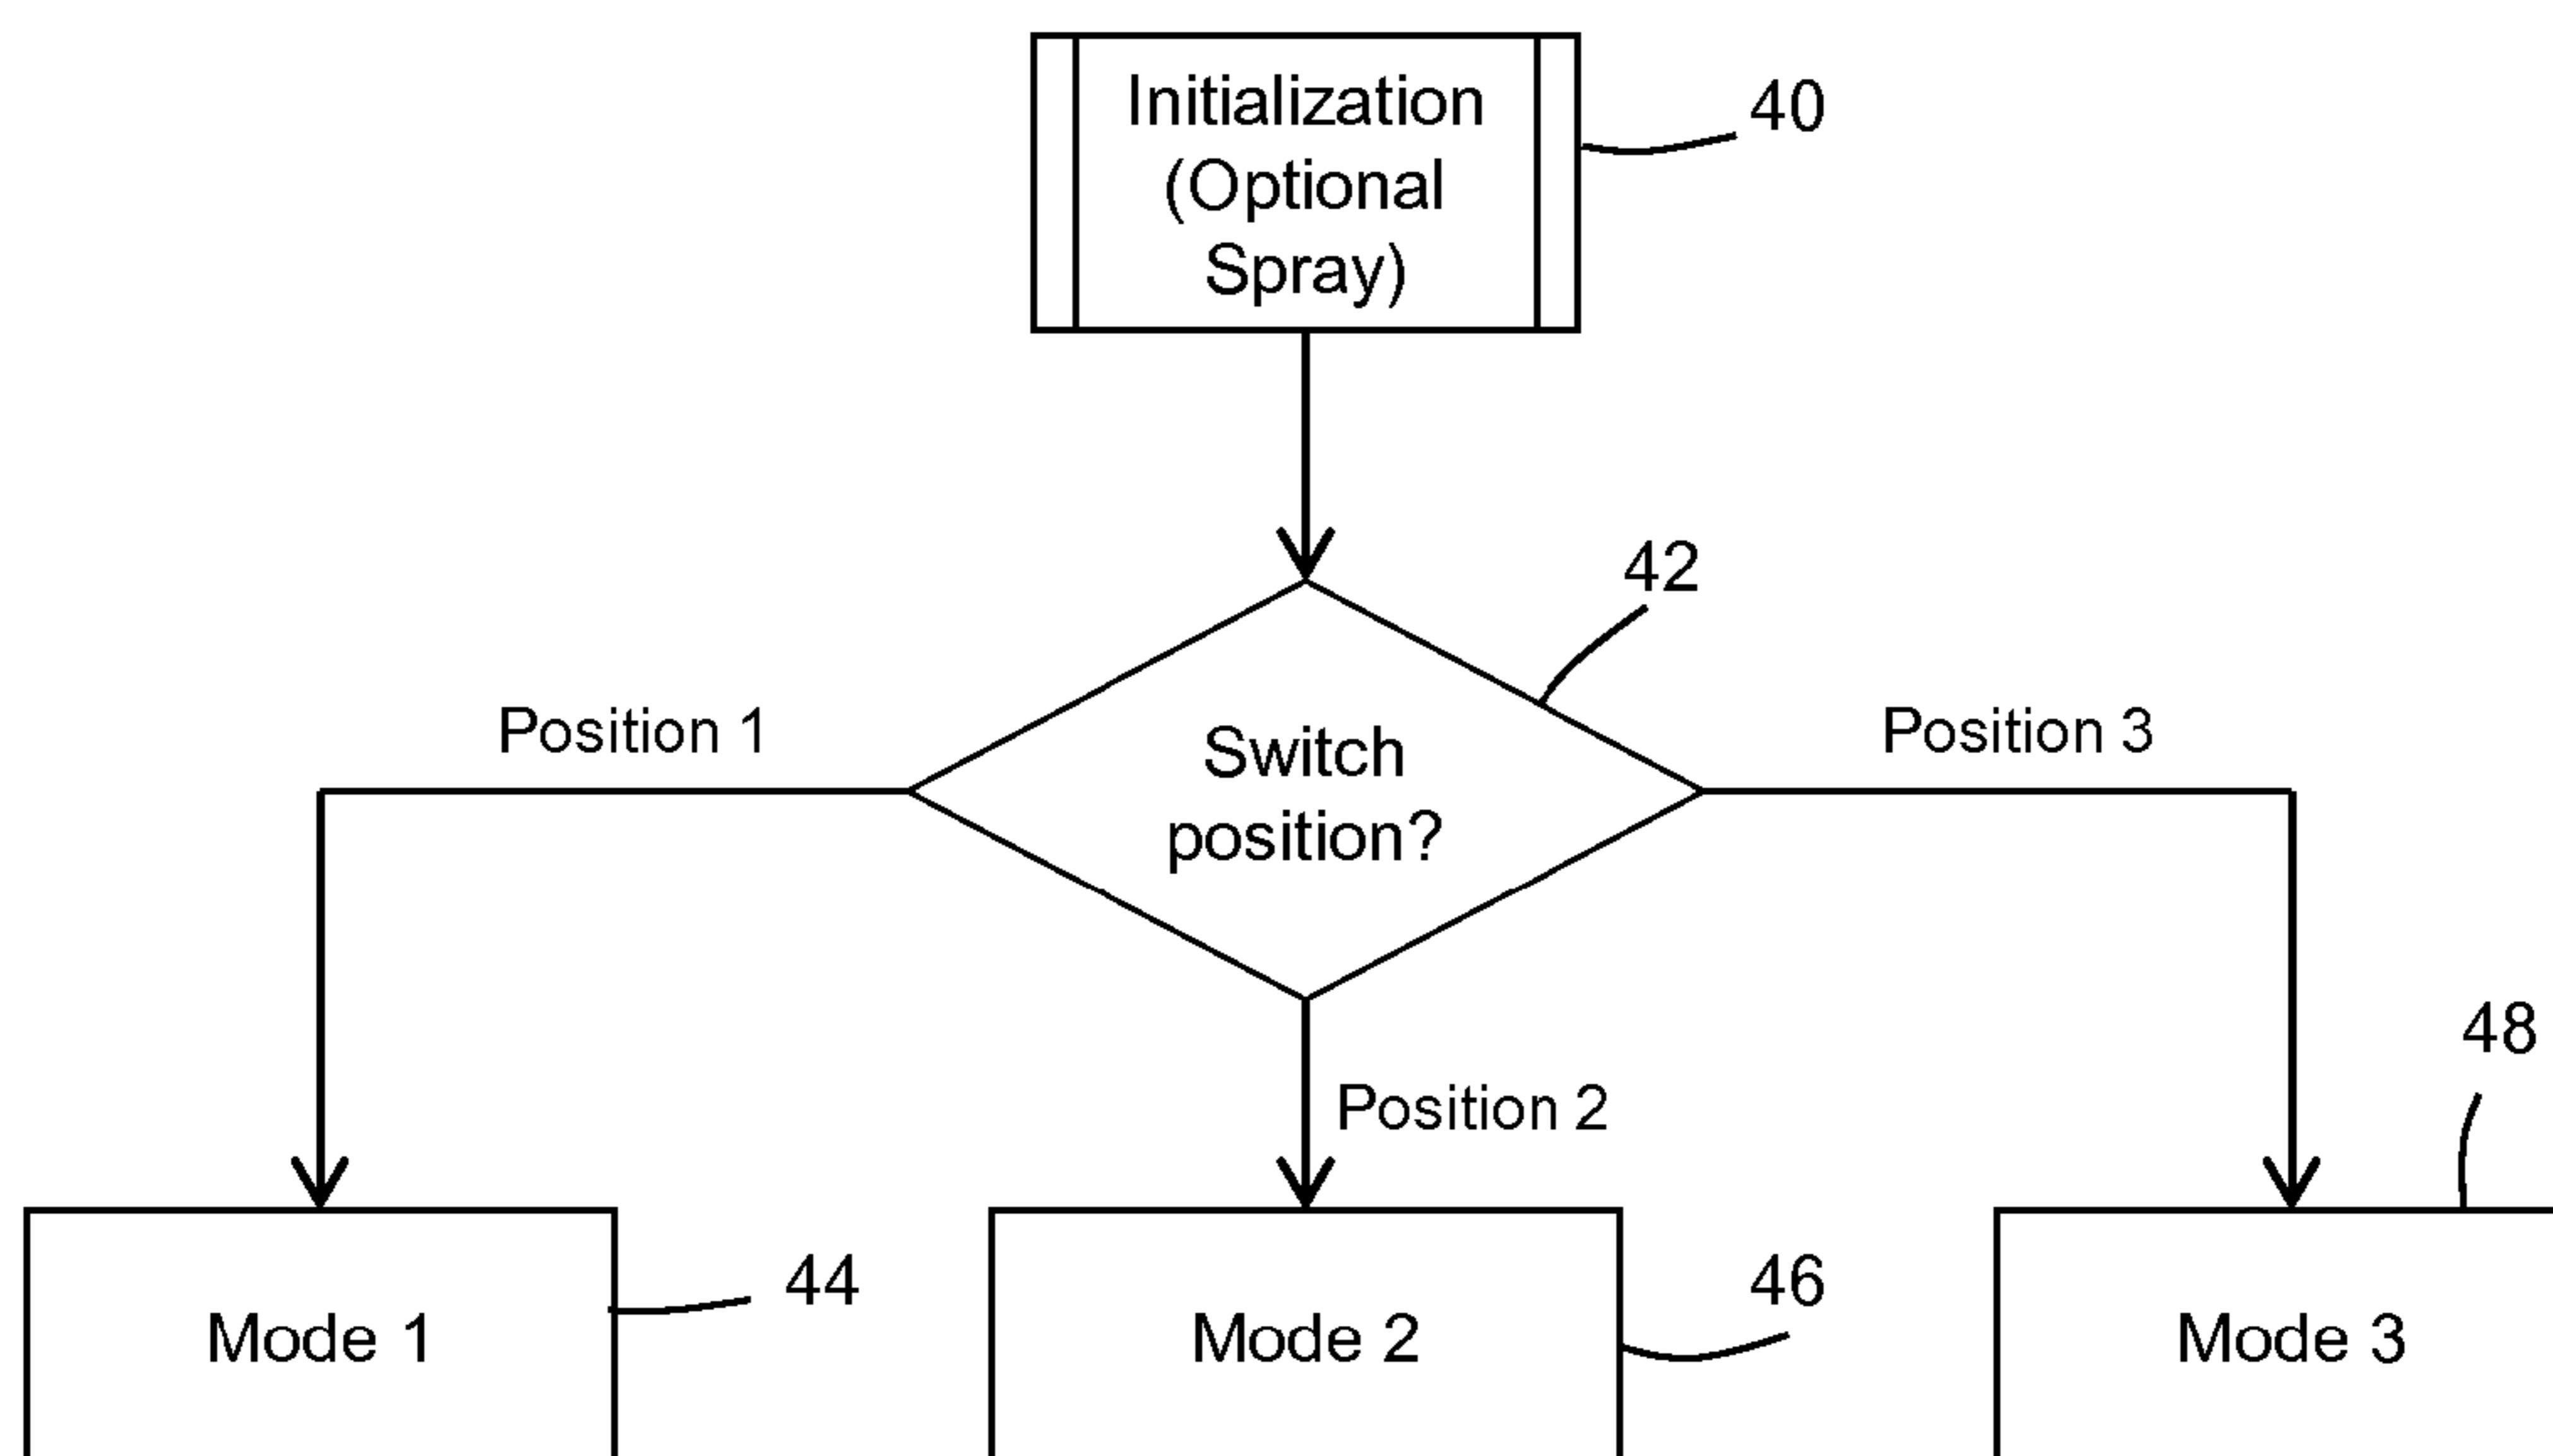 Initialization
(Optional
Spray)
40
42
Position 1
Switch
position?
Position 3
48
Position 2
44
46
Mode 1
Mode 2
Mode 3